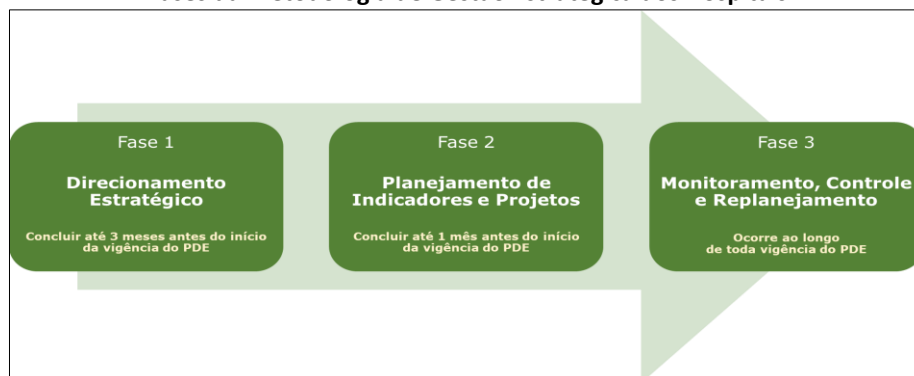 Fase 1
Direcionamento
Estratégico
Concluir até 3 meses antes do início
da vigência do PDE
Fase 2
Planejamento de
Indicadores e Projetos
Concluir até 1 mês antes do início
da vigência do PDE
Fase 3
Monitoramento, Controle
e Replanejamento
Ocorre ao longo
de toda vigência do PDE